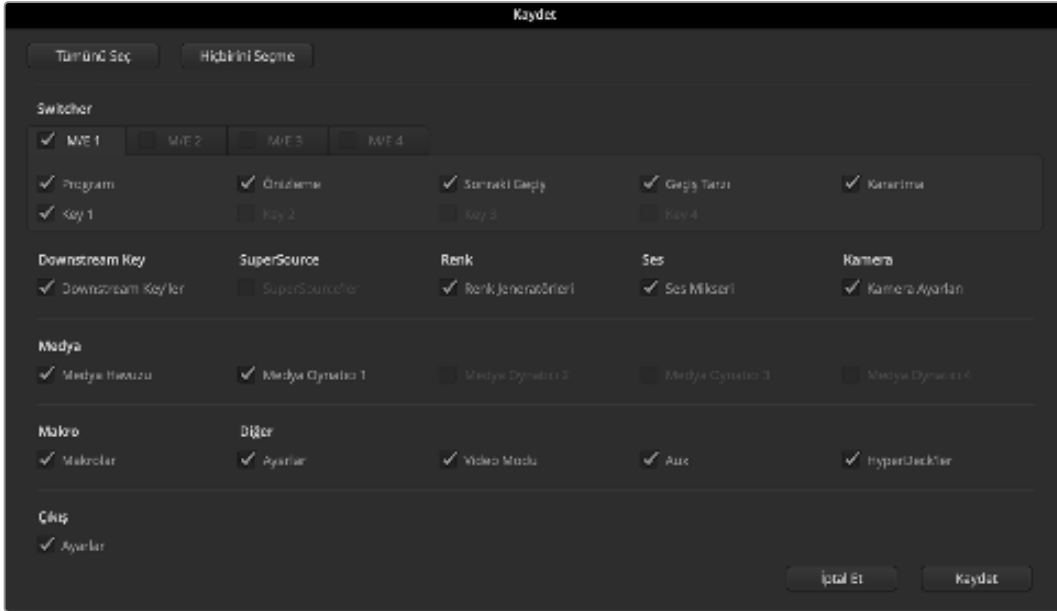 Kaydet
Tümünü Seç Hiçbirini Seçme
Switcher
M/E 1 M/E 2 M/E 3 M/E 4
Program Önizleme Sonraki Geçiş Geçiş Tarzı Karartma
Key 1 Key 2 Key 3 Key 4
Downstream Key SuperSource Renk Ses Kamera
Downstream Key'ler SuperSource'ler Renk Jeneratörleri Ses Mikseri Kamera Ayarları
Medya
Medya Havuzu Medya Oynatıcı 1 Medya Oynatıcı 2 Medya Oynatıcı 3 Medya Oynatıcı 4
Makro Diğer
Makrolar Ayarlar Video Modu Aux HyperDeck'ler
Çıkış
Ayarlar
İptal Et Kaydet